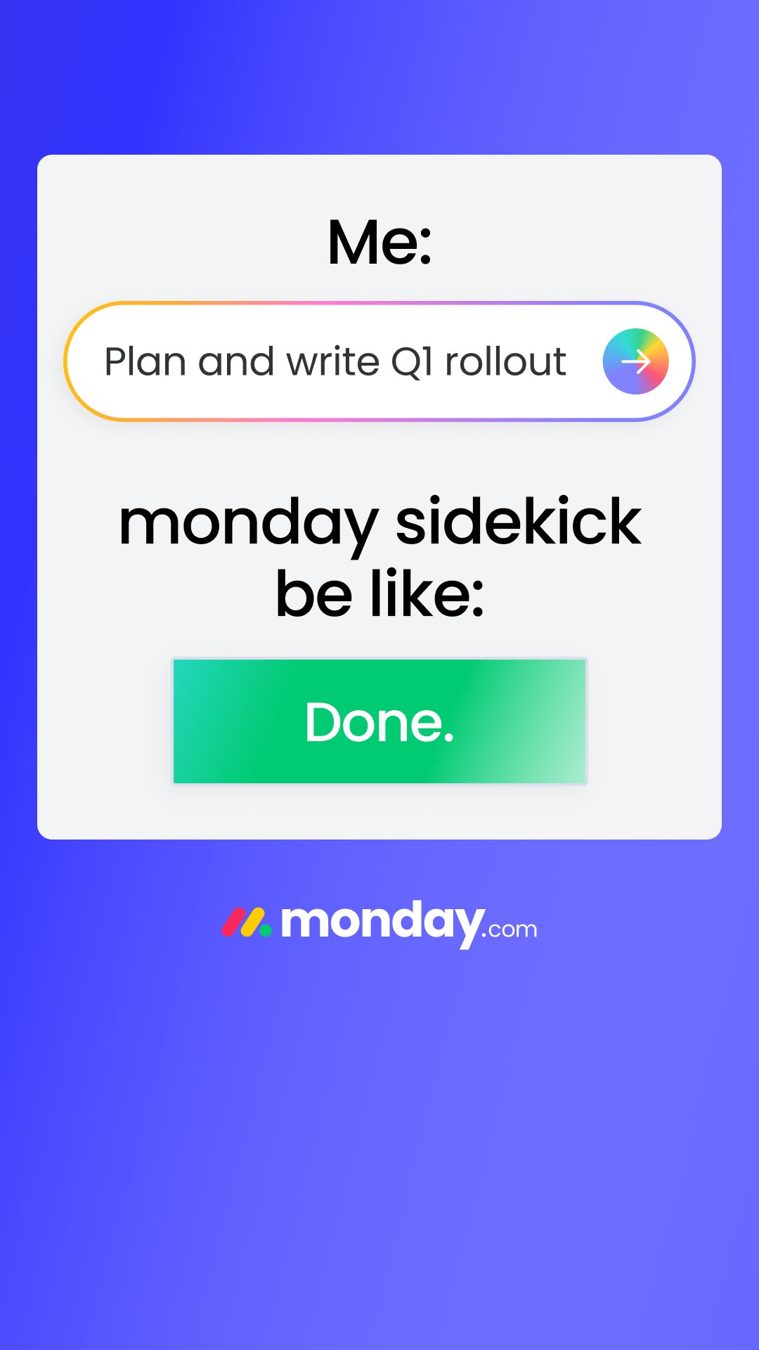 Me:
Plan and write Q1 rollout
monday sidekick
be like:
Done.
monday.com